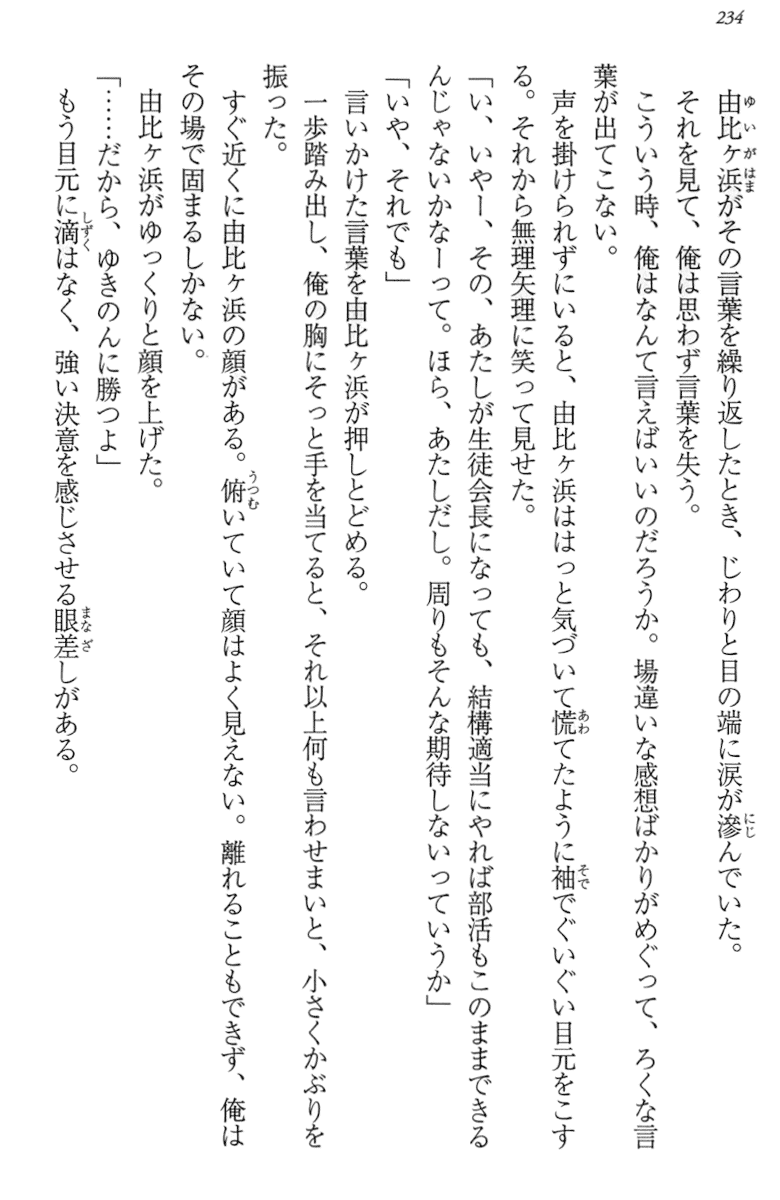 234
由比ヶ浜がその言葉を繰り返したとき、じわりと目の端に涙が滲んでいた。
それを見て、俺は思わず言葉を失う。
こういう時、俺はなんて言えばいいのだろうか。場違いな感想ばかりがめぐって、ろくな言
葉が出てこない。
声を掛けられずにいると、由比ヶ浜ははっと気づいて慌てたように袖でぐいぐい目元をこす
る。それから無理矢理に笑って見せた。
「い、いやー、その、あたしが生徒会長になっても、結構適当にやれば部活もこのままできる
んじゃないかなーって。ほら、あたしだし。周りもそんな期待しないっていうか」
「いや、それでも」
言いかけた言葉を由比ヶ浜が押しとどめる。
一歩踏み出し、俺の胸にそっと手を当てると、それ以上何も言わせまいと、小さくかぶりを
振った。
すぐ近くに由比ヶ浜の顔がある。俯いていて顔はよく見えない。離れることもできず、俺は
その場で固まるしかない。
由比ヶ浜がゆっくりと顔を上げた。
「……だから、ゆきのんに勝つよ」
もう目元に滴はなく、強い決意を感じさせる眼差しがある。